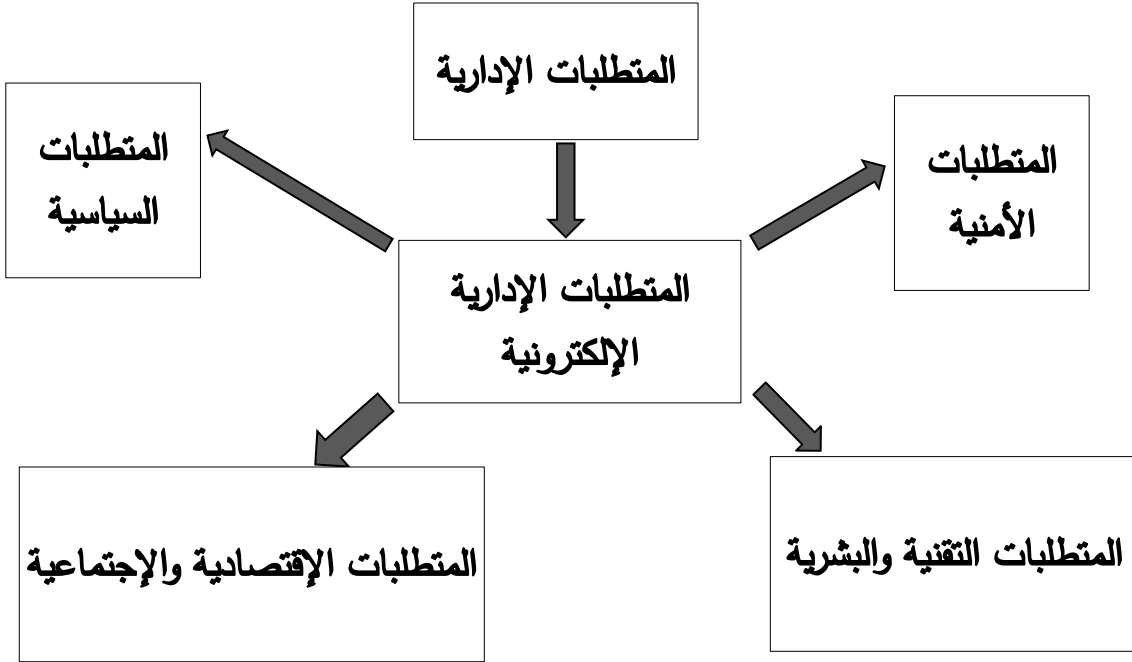 المتطلبات الإدارية
المتطلبات
الأمنية
المتطلبات
السياسية
المتطلبات الإدارية
الإلكترونية
المتطلبات التقنية والبشرية
المتطلبات الإقتصادية والإجتماعية